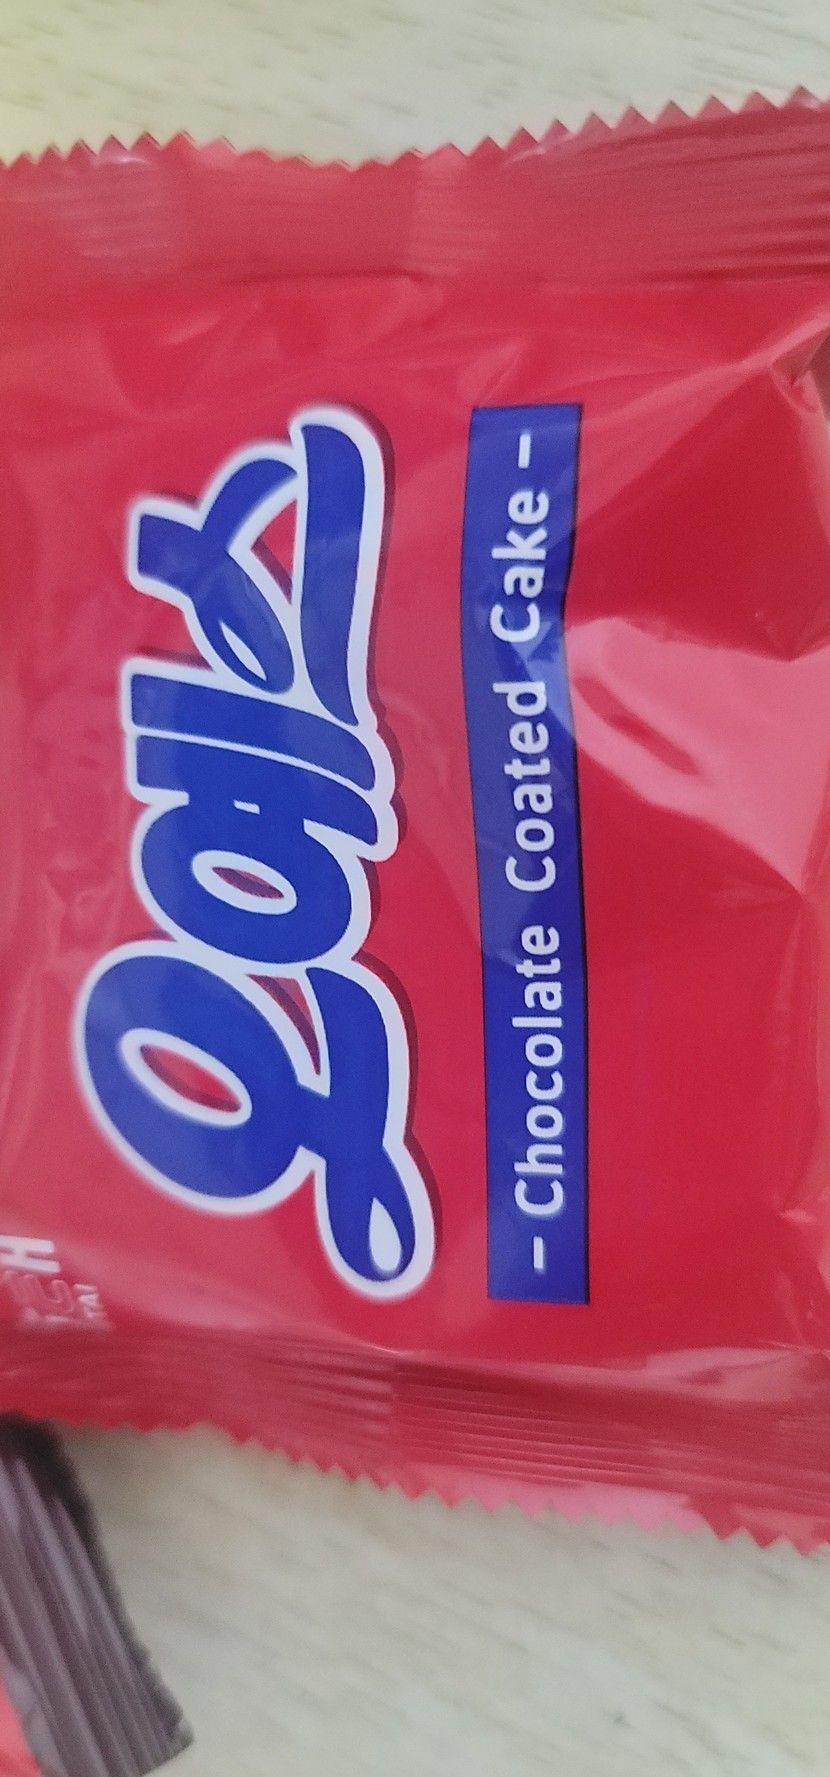 오예스
- Chocolate Coated Cake -